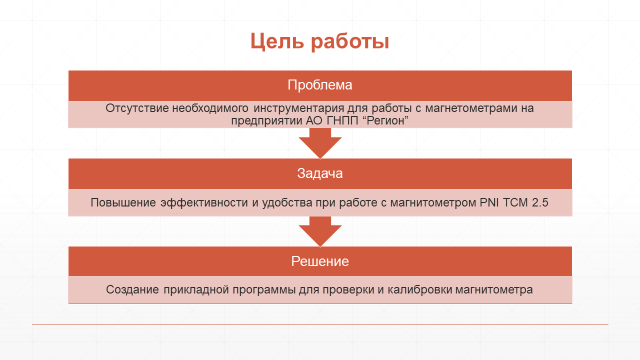 Цель работы
Проблема
Отсутствие необходимого инструментария для работы с магнетометрами на
предприятии АО ГНПП “Регион”
Задача
Повышение эффективности и удобства при работе с магнитометром PNI TCM 2.5
Решение
Создание прикладной программы для проверки и калибровки магнитометра